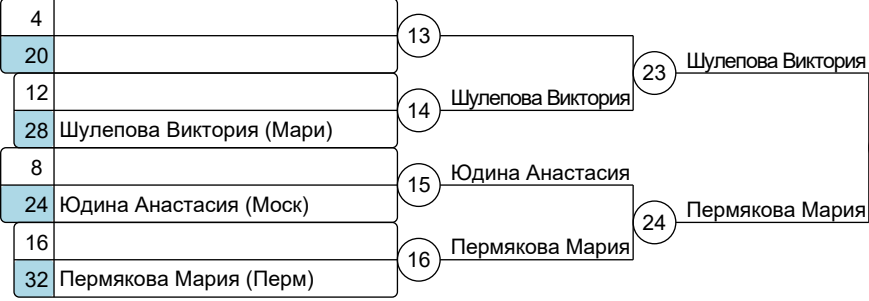 4
13
20
23 Шулепова Виктория
12
14 Шулепова Виктория
28 Шулепова Виктория (Мари)
8
15 Юдина Анастасия
24 Юдина Анастасия (Моск)
24 Пермякова Мария
16
16 Пермякова Мария
32 Пермякова Мария (Перм)